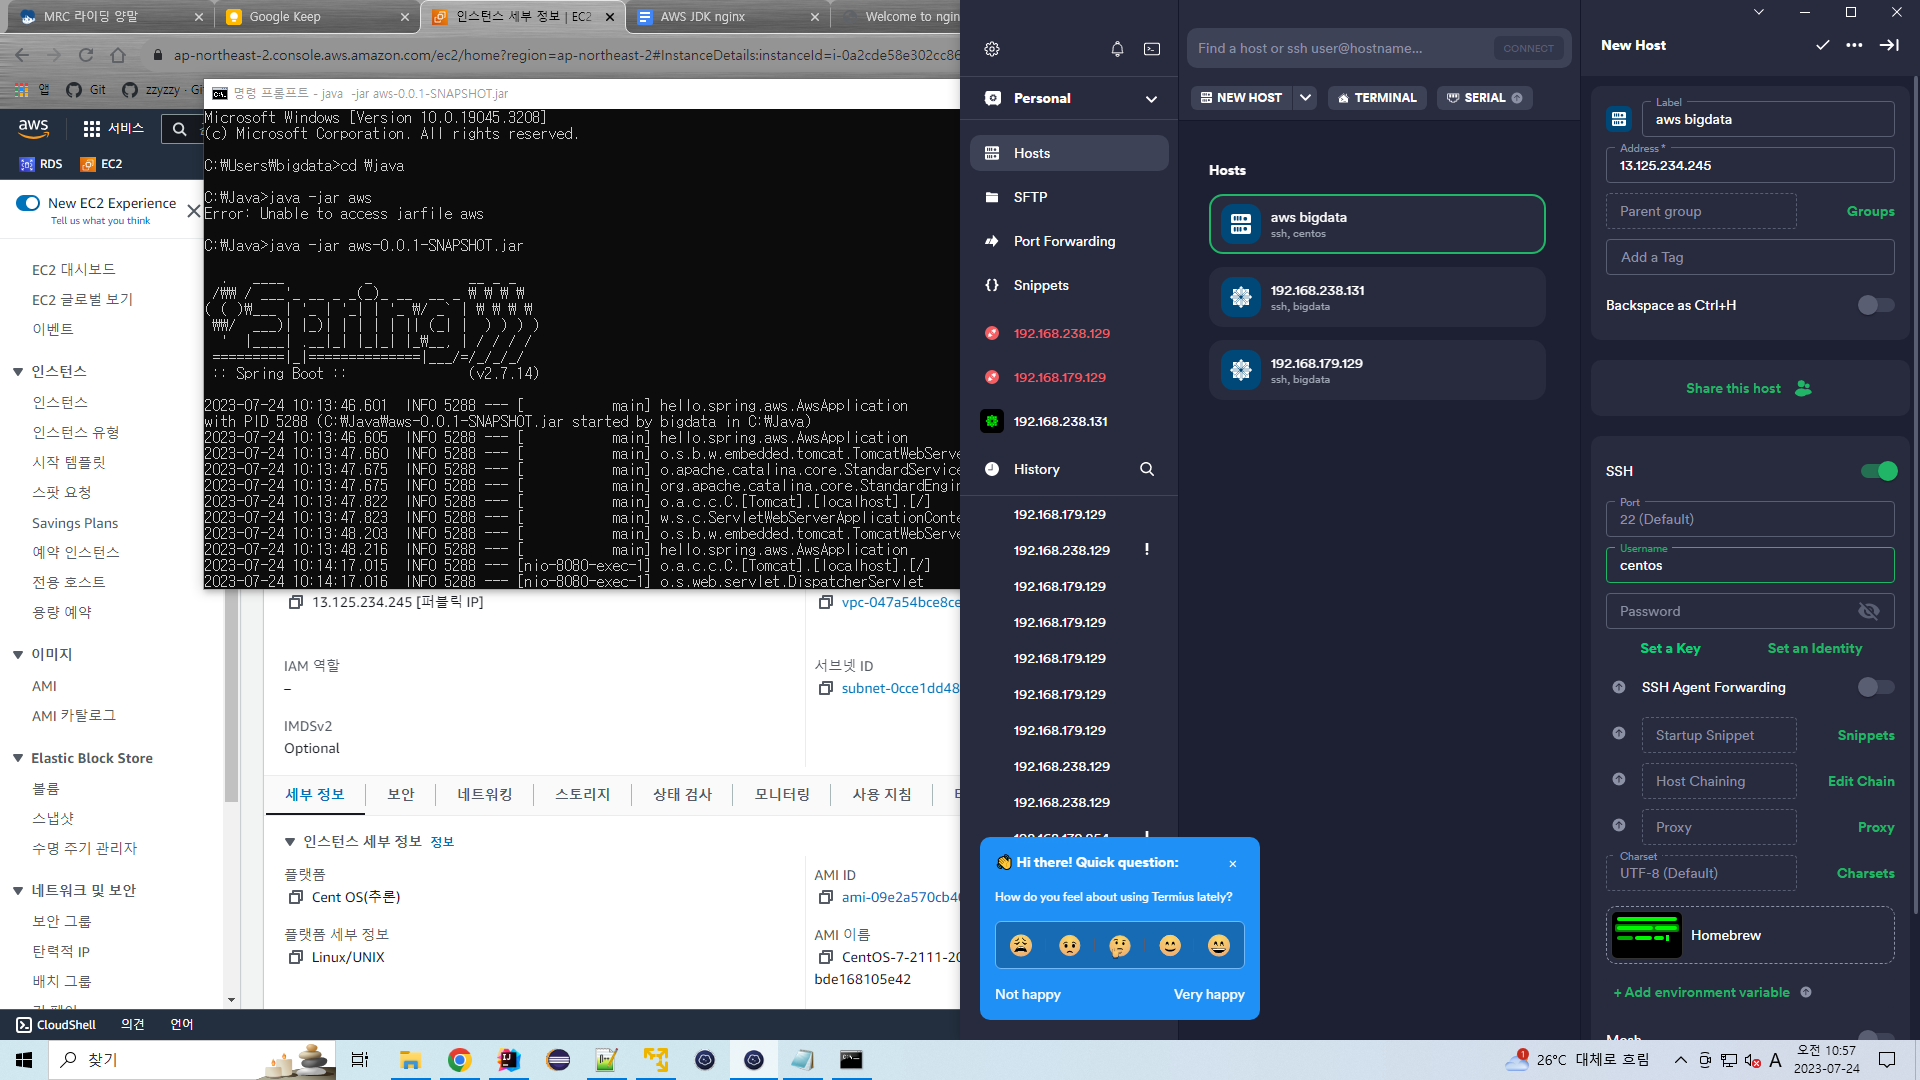 MRC 라이딩 양말
Google Keep
인스턴스 세부 정보 | EC2
AWS JDK nginx
Welcome to ngin
ap-northeast-2.console.aws.amazon.com/ec2/home?region=ap-northeast-2#InstanceDetails:instanceId=i-0a2cde58e302cc86
앱
Git
zzyzzy · Gi
aws
서비스
RDS
EC2
New EC2 Experience
Tell us what you think
EC2 대시보드
EC2 글로벌 보기
이벤트
인스턴스
인스턴스
인스턴스 유형
시작 템플릿
스팟 요청
Savings Plans
예약 인스턴스
전용 호스트
용량 예약
이미지
AMI
AMI 카탈로그
Elastic Block Store
볼륨
스냅샷
수명 주기 관리자
네트워크 및 보안
보안 그룹
탄력적 IP
배치 그룹
명령 프롬프트 - java -jar aws-0.0.1-SNAPSHOT.jar
Microsoft Windows [Version 10.0.19045.3208]
(c) Microsoft Corporation. All rights reserved.
C:₩Users₩bigdata>cd ₩java
C:₩Java>java -jar aws
Error: Unable to access jarfile aws
C:₩Java>java -jar aws-0.0.1-SNAPSHOT.jar
:: Spring Boot :: (v2.7.14)
2023-07-24 10:13:46.601 INFO 5288 --- [ main] hello.spring.aws.AwsApplication
with PID 5288 (C:₩Java₩aws-0.0.1-SNAPSHOT.jar started by bigdata in C:₩Java)
2023-07-24 10:13:46.605 INFO 5288 --- [ main] hello.spring.aws.AwsApplication
2023-07-24 10:13:47.660 INFO 5288 --- [ main] o.s.b.w.embedded.tomcat.TomcatWebServe
2023-07-24 10:13:47.675 INFO 5288 --- [ main] o.apache.catalina.core.StandardService
2023-07-24 10:13:47.675 INFO 5288 --- [ main] org.apache.catalina.core.StandardEngin
2023-07-24 10:13:47.822 INFO 5288 --- [ main] o.a.c.c.C.[Tomcat].[localhost].[/]
2023-07-24 10:13:47.823 INFO 5288 --- [ main] w.s.c.ServletWebServerApplicationConte
2023-07-24 10:13:48.203 INFO 5288 --- [ main] o.s.b.w.embedded.tomcat.TomcatWebServe
2023-07-24 10:13:48.216 INFO 5288 --- [ main] hello.spring.aws.AwsApplication
2023-07-24 10:14:17.015 INFO 5288 --- [nio-8080-exec-1] o.a.c.c.C.[Tomcat].[localhost].[/]
2023-07-24 10:14:17.016 INFO 5288 --- [nio-8080-exec-1] o.s.web.servlet.DispatcherServlet
13.125.234.245 [퍼블릭 IP]
vpc-047a54bce8ce
IAM 역할
–
서브넷 ID
subnet-0cce1dd48
IMDSv2
Optional
세부 정보
보안
네트워킹
스토리지
상태 검사
모니터링
사용 지침
인스턴스 세부 정보 정보
플랫폼
Cent OS(추론)
AMI ID
ami-09e2a570cb4
플랫폼 세부 정보
Linux/UNIX
AMI 이름
CentOS-7-2111-20
bde168105e42
CloudShell
의견
언어
Find a host or ssh user@hostname...
CONNECT
Personal
NEW HOST
TERMINAL
SERIAL
Hosts
SFTP
Port Forwarding
Snippets
192.168.238.129
192.168.179.129
192.168.238.131
History
192.168.179.129
192.168.238.129 !
192.168.179.129
192.168.179.129
192.168.179.129
192.168.179.129
192.168.179.129
192.168.238.129
192.168.238.129
Hosts
aws bigdata
ssh, centos
192.168.238.131
ssh, bigdata
192.168.179.129
ssh, bigdata
Hi there! Quick question:
How do you feel about using Termius lately?
Not happy
Very happy
New Host
Label
aws bigdata
Address *
13.125.234.245
Parent group
Groups
Add a Tag
Backspace as Ctrl+H
Share this host
SSH
Port
22 (Default)
Username
centos
Password
Set a Key
Set an Identity
SSH Agent Forwarding
Startup Snippet
Snippets
Host Chaining
Edit Chain
Proxy
Proxy
Charset
UTF-8 (Default)
Charsets
Homebrew
+ Add environment variable
Mosh
찾기
1
26°C 대체로 흐림
A
오전 10:57
2023-07-24